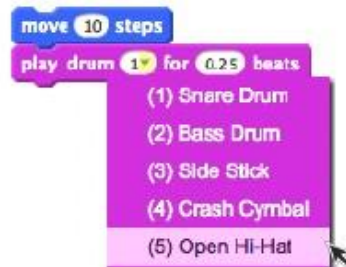 move 10 steps
play drum 1 for 0.25 beats
(1) Snare Drum
(2) Bass Drum
(3) Side Stick
(4) Crash Cymbal
(5) Open Hi-Hat